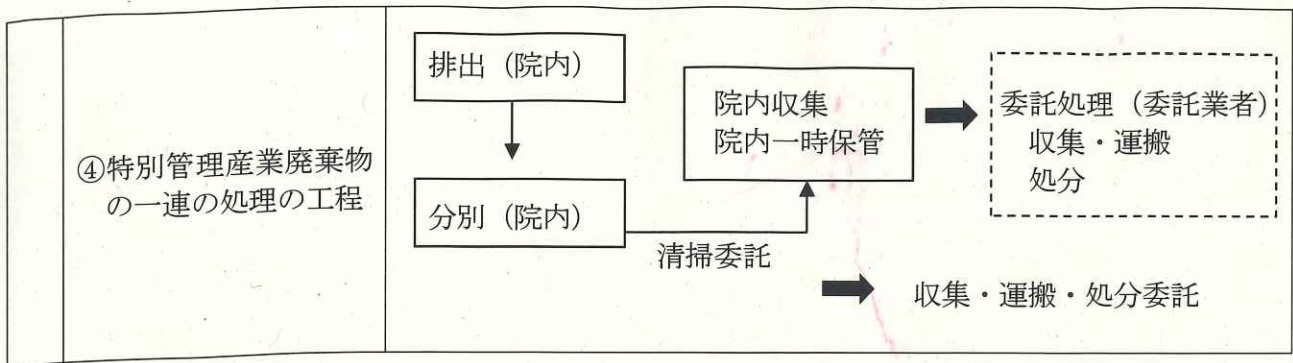 ④特別管理産業廃棄物
の一連の処理の工程
排出（院内）
分別（院内）
清掃委託
院内収集
院内一時保管
委託処理（委託業者）
収集・運搬
処分
収集・運搬・処分委託